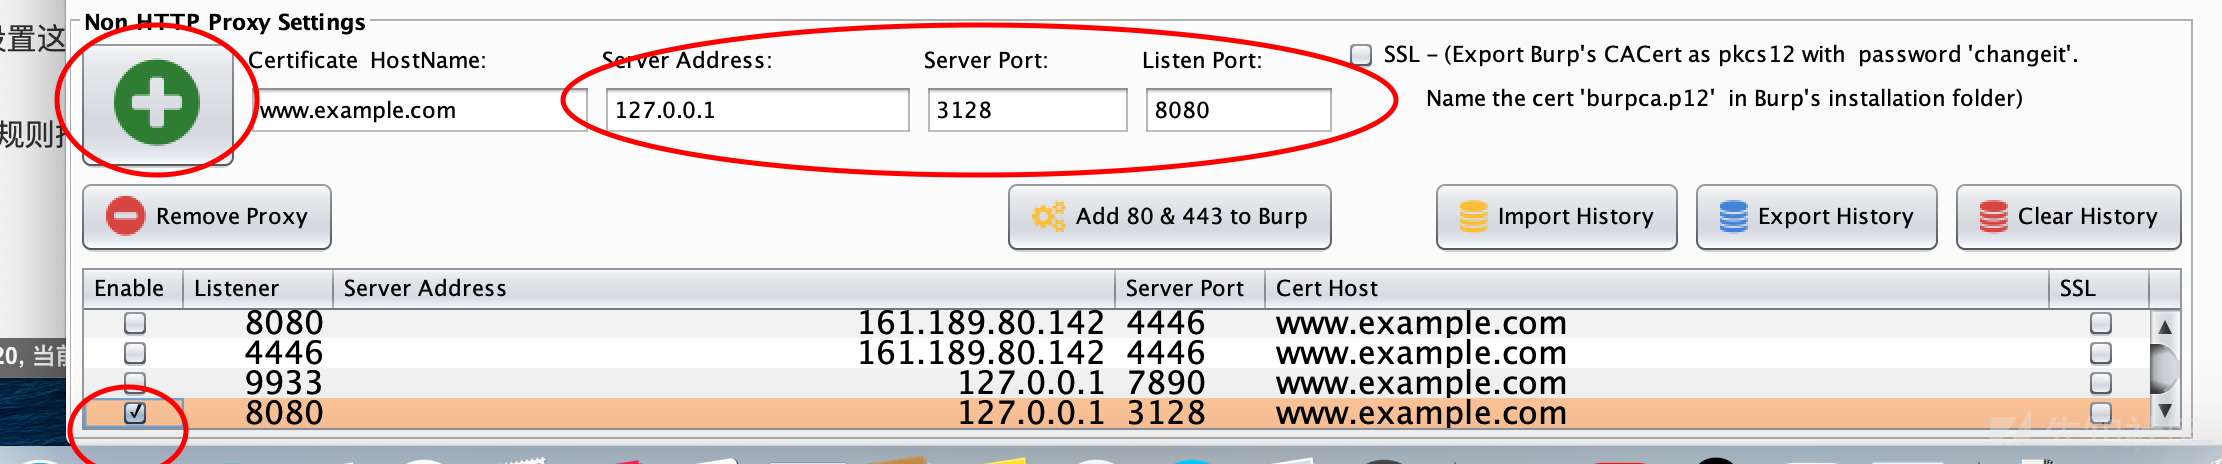 Non HTTP Proxy Settings
置这
Certificate HostName:
Server Address:
Server Port:
Listen Port:
SSL – (Export Burp's CACert as pkcs12 with password 'changeit'.
www.example.com
127.0.0.1
3128
8080
Name the cert 'burpca.p12' in Burp's installation folder)
规则
Remove Proxy
Add 80 & 443 to Burp
Import History
Export History
Clear History
Enable Listener Server Address Server Port Cert Host SSL
8080 161.189.80.142 4446 www.example.com
4446 161.189.80.142 4446 www.example.com
20, 当前
9933 127.0.0.1 7890 www.example.com
8080 127.0.0.1 3128 www.example.com